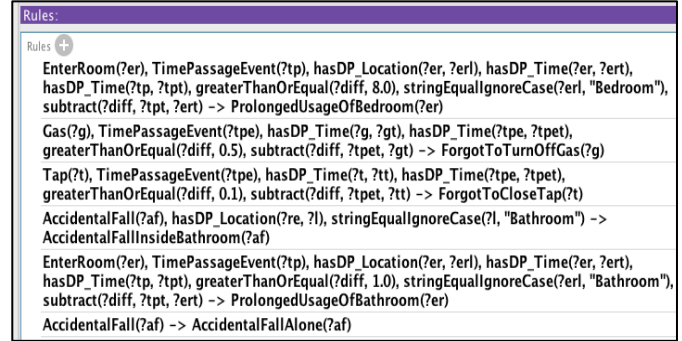 Rules:
Rules
EnterRoom(?er), TimePassageEvent(?tp), hasDP_Location(?er, ?erl), hasDP_Time(?er, ?ert),
hasDP_Time(?tp, ?tpt), greaterThanOrEqual(?diff, 8.0), stringEqualIgnoreCase(?erl, "Bedroom"),
subtract(?diff, ?tpt, ?ert) -> ProlongedUsageOfBedroom(?er)
Gas(?g), TimePassageEvent(?tpe), hasDP_Time(?g, ?gt), hasDP_Time(?tpe, ?tpet),
greaterThanOrEqual(?diff, 0.5), subtract(?diff, ?tpet, ?gt) -> ForgotToTurnOffGas(?g)
Tap(?t), TimePassageEvent(?tpe), hasDP_Time(?t, ?tt), hasDP_Time(?tpe, ?tpet),
greaterThanOrEqual(?diff, 0.1), subtract(?diff, ?tpet, ?tt) -> ForgotToCloseTap(?t)
AccidentalFall(?af), hasDP_Location(?re, ?l), stringEqualIgnoreCase(?l, "Bathroom") ->
AccidentalFallInsideBathroom(?af)
EnterRoom(?er), TimePassageEvent(?tp), hasDP_Location(?er, ?erl), hasDP_Time(?er, ?ert),
hasDP_Time(?tp, ?tpt), greaterThanOrEqual(?diff, 1.0), stringEqualIgnoreCase(?erl, "Bathroom"),
subtract(?diff, ?tpt, ?ert) -> ProlongedUsageOfBathroom(?er)
AccidentalFall(?af) -> AccidentalFallAlone(?af)